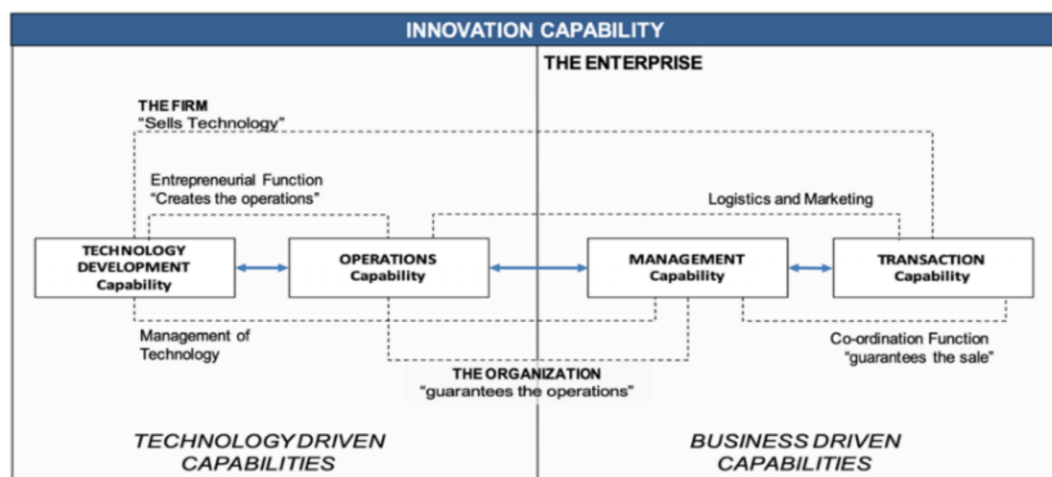 INNOVATION CAPABILITY
THE ENTERPRISE
THE FIRM
“Sells Technology”
Entrepreneurial Function
“Creates the operations”
Logistics and Marketing
TECHNOLOGY
DEVELOPMENT
Capability
OPERATIONS
Capability
MANAGEMENT
Capability
TRANSACTION
Capability
Management of
Technology
Co-ordination Function
“guarantees the sale”
THE ORGANIZATION
“guarantees the operations”
TECHNOLOGY DRIVEN
CAPABILITIES
BUSINESS DRIVEN
CAPABILITIES